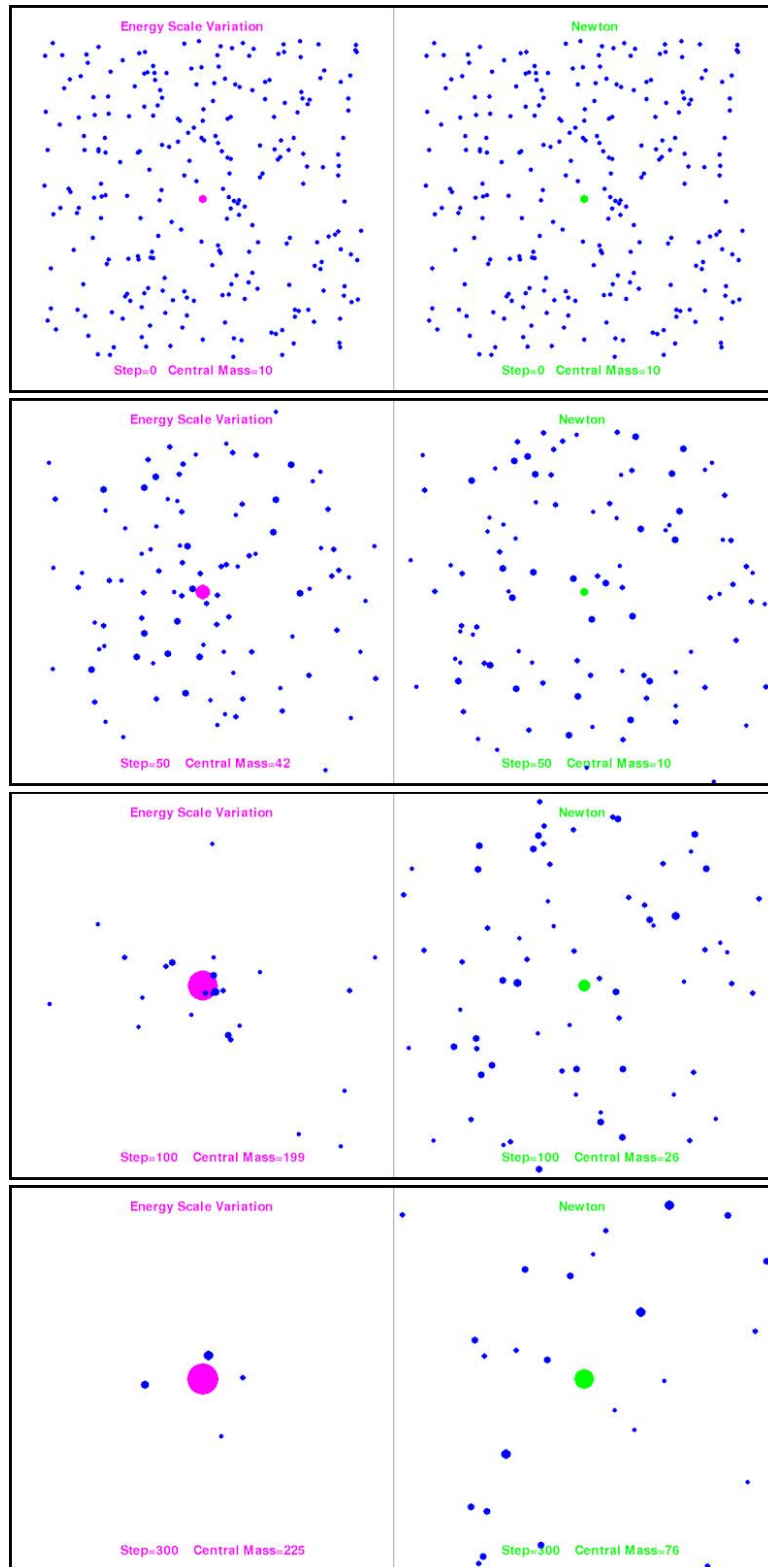 Energy Scale Variation
Newton
Step=0 Central Mass=10
Step=0 Central Mass=10
Energy Scale Variation
Newton
Step=50 Central Mass=42
Step=50 Central Mass=10
Energy Scale Variation
Newton
Step=100 Central Mass=199
Step=100 Central Mass=26
Energy Scale Variation
Newton
Step=300 Central Mass=225
Step=300 Central Mass=76